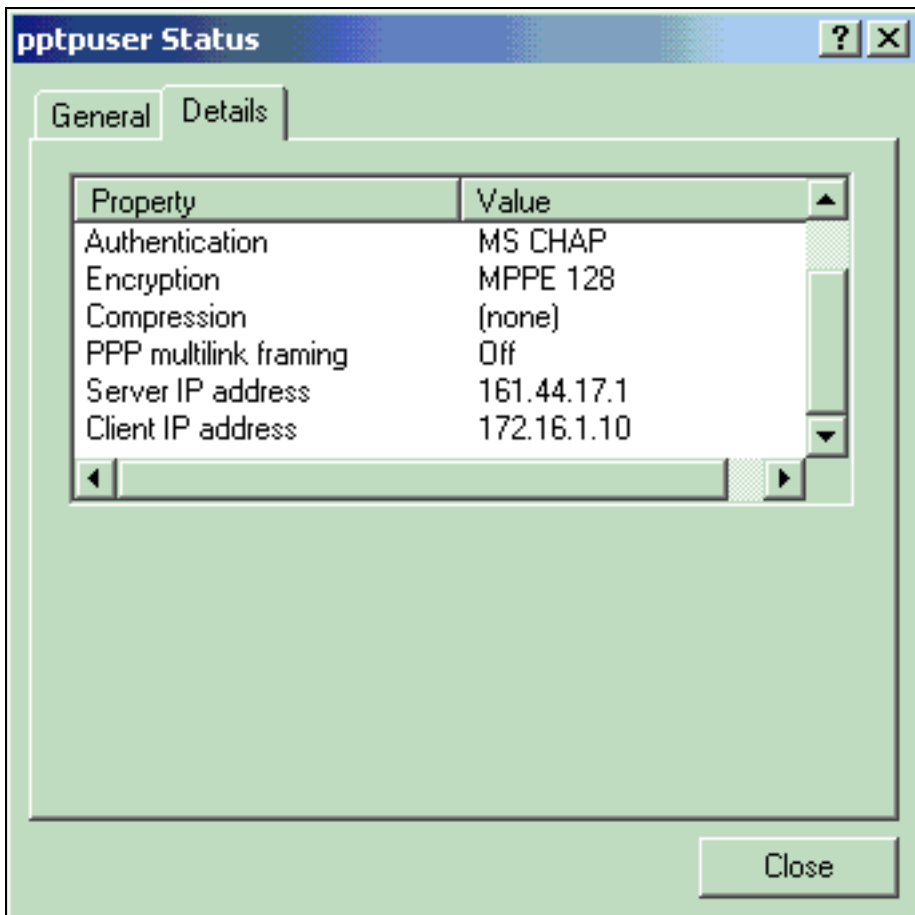 pptpuser Status
General Details
Property Value
Authentication MS CHAP
Encryption MPPE 128
Compression (none)
PPP multilink framing Off
Server IP address 161.44.17.1
Client IP address 172.16.1.10
Close